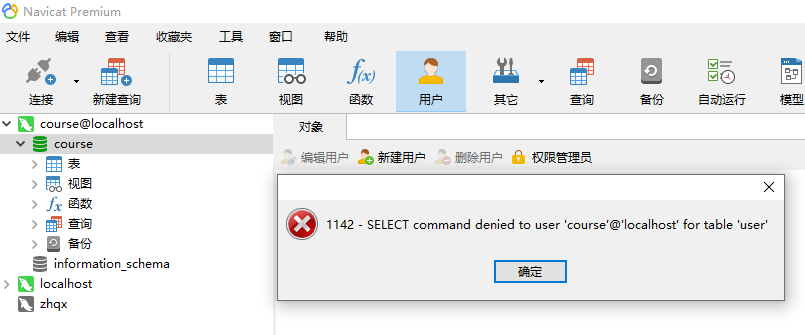 Navicat Premium
文件 编辑 查看 收藏夹 工具 窗口 帮助
f(x)
连接 新建查询 表 视图 函数 用户 其它 查询 备份 自动运行 模型
course@localhost
对象
course
编辑用户 新建用户 删除用户 权限管理员
表
视图
函数
查询
备份
information_schema
localhost
zhqx
1142 - SELECT command denied to user 'course'@'localhost' for table 'user'
确定